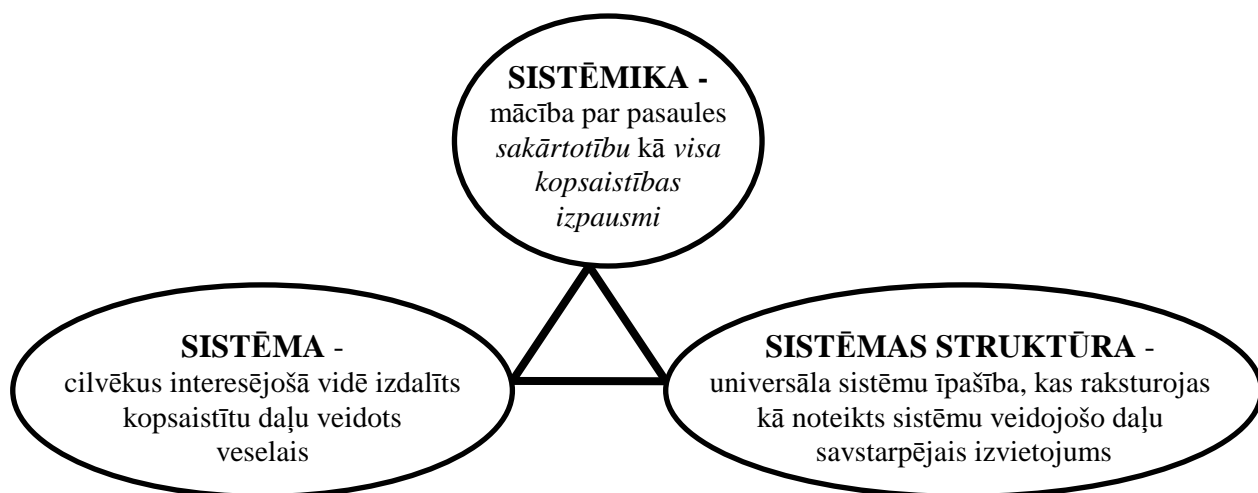 SISTĒMIKA -
mācība par pasaules
sakārtotību kā visa
kopsaistības
izpausmi
SISTĒMA -
cilvēkus interesējošā vidē izdalīts
kopsaistītu daļu veidots
veselais
SISTĒMAS STRUKTŪRA -
universāla sistēmu īpašība, kas raksturojas
kā noteikts sistēmu veidojošo daļu
savstarpējais izvietojums